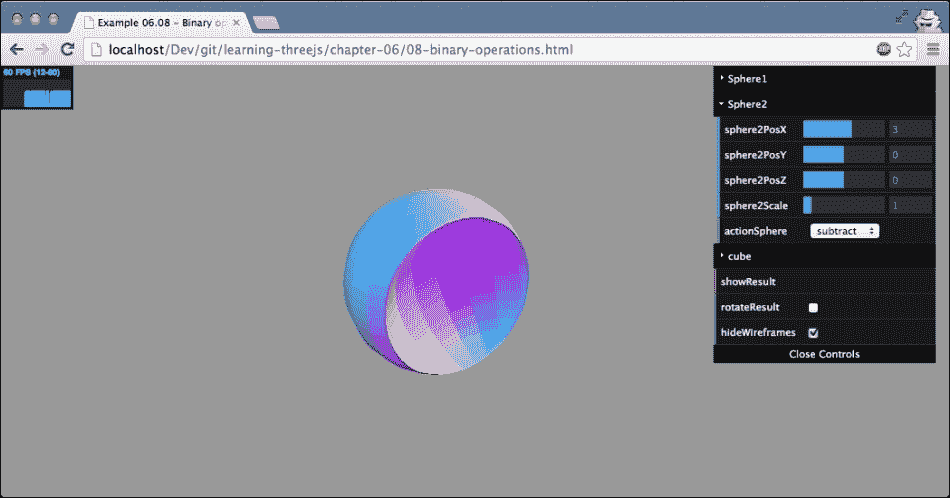 Example 06.08 - Binary op
localhost/Dev/git/learning-threejs/chapter-06/08-binary-operations.html
60 FPS (12-60)
Sphere1
Sphere2
sphere2PosX 3
sphere2PosY 0
sphere2PosZ 0
sphere2Scale 1
actionSphere subtract
cube
showResult
rotateResult
hideWireframes
Close Controls